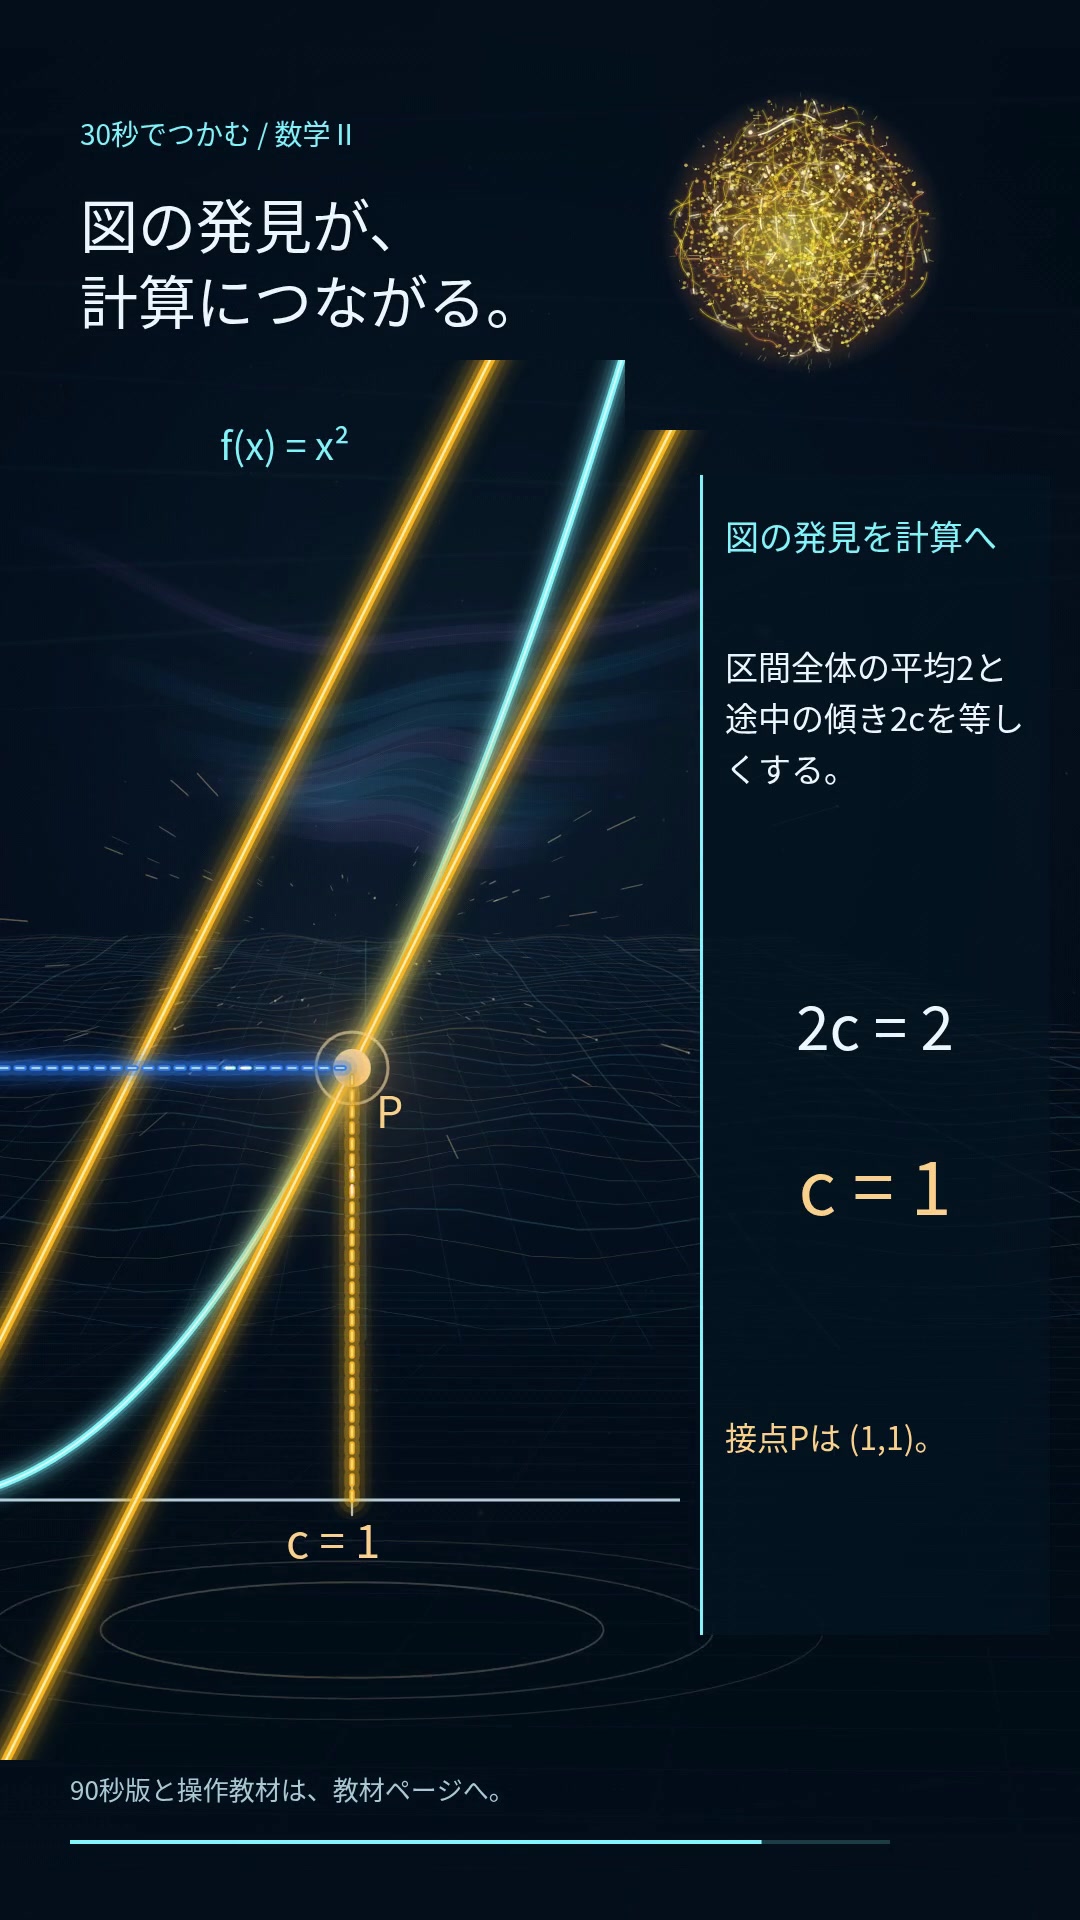 30秒でつかむ / 数学Ⅱ
図の発見が、
計算につながる。
f(x) = x²
図の発見を計算へ
区間全体の平均2と
途中の傾き2cを等し
くする。
2c = 2
c = 1
P
接点Pは (1,1)。
c = 1
90秒版と操作教材は、教材ページへ。